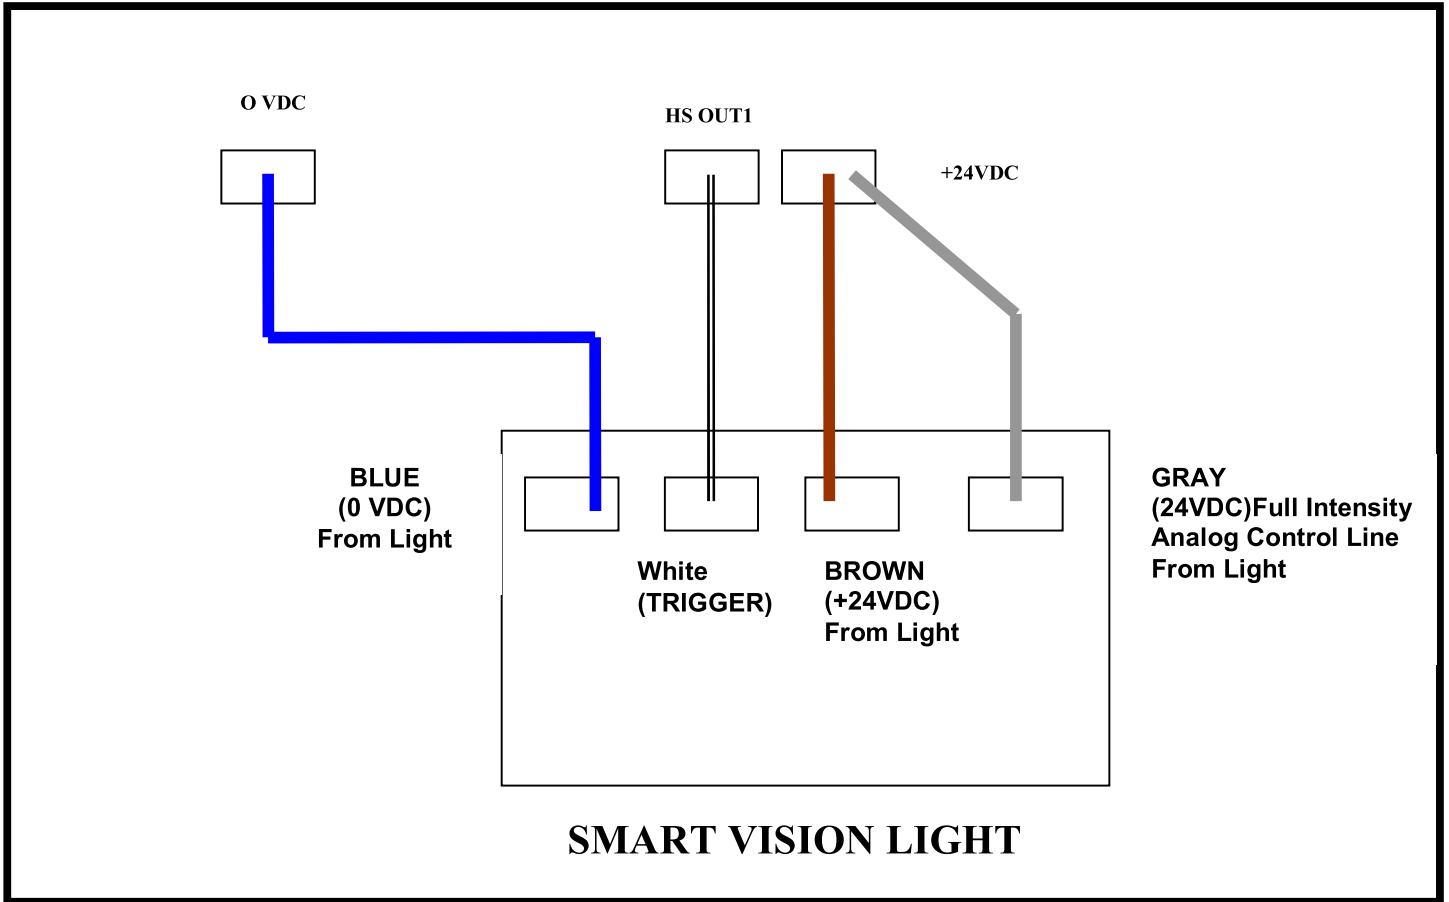 O VDC
HS OUT1
+24VDC
BLUE
(0 VDC)
From Light
White
(TRIGGER)
BROWN
(+24VDC)
From Light
GRAY
(24VDC)Full Intensity
Analog Control Line
From Light
SMART VISION LIGHT